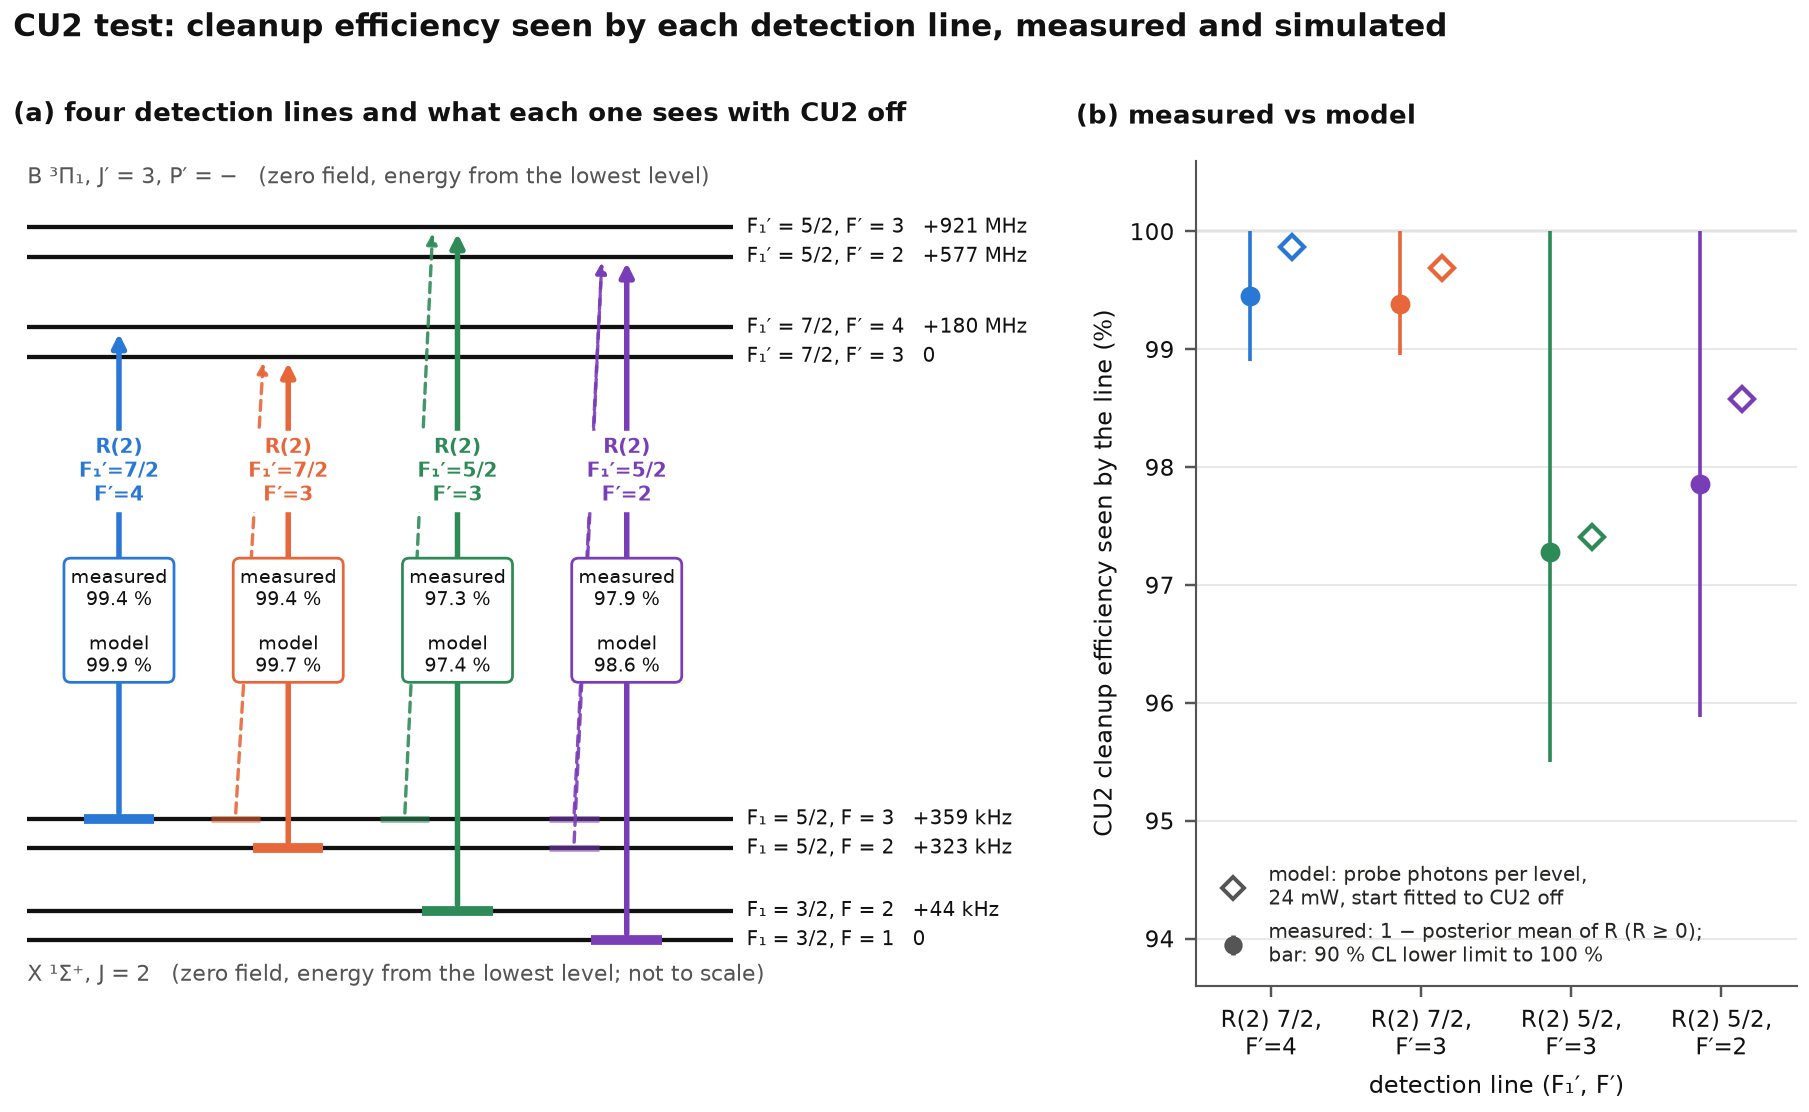 CU2 test: cleanup efficiency seen by each detection line, measured and simulated
(a) four detection lines and what each one sees with CU2 off
B ³Π₁, J′ = 3, P′ = −   (zero field, energy from the lowest level)
F₁′ = 5/2, F′ = 3   +921 MHz
F₁′ = 5/2, F′ = 2   +577 MHz
F₁′ = 7/2, F′ = 4   +180 MHz
F₁′ = 7/2, F′ = 3   0
R(2)
F₁′=7/2
F′=4
R(2)
F₁′=7/2
F′=3
R(2)
F₁′=5/2
F′=3
R(2)
F₁′=5/2
F′=2
measured
99.4 %
model
99.9 %
measured
99.4 %
model
99.7 %
measured
97.3 %
model
97.4 %
measured
97.9 %
model
98.6 %
F₁ = 5/2, F = 3   +359 kHz
F₁ = 5/2, F = 2   +323 kHz
F₁ = 3/2, F = 2   +44 kHz
F₁ = 3/2, F = 1   0
X ¹Σ⁺, J = 2   (zero field, energy from the lowest level; not to scale)
(b) measured vs model
CU2 cleanup efficiency seen by the line (%)
100
99
98
97
96
95
94
model: probe photons per level,
24 mW, start fitted to CU2 off
measured: 1 − posterior mean of R (R ≥ 0);
bar: 90 % CL lower limit to 100 %
R(2) 7/2,
F′=4
R(2) 7/2,
F′=3
R(2) 5/2,
F′=3
R(2) 5/2,
F′=2
detection line (F₁′, F′)